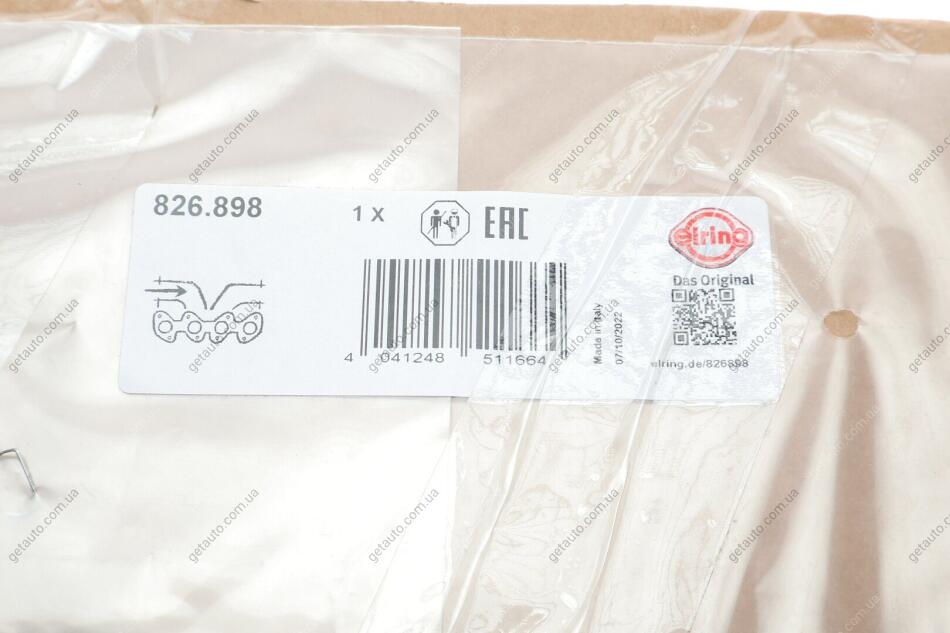 826.898
1 X
EAC
elring
Das Original
4 041248 511664
Made in Italy
07/10/2022
elring.de/826898
getauto.com.ua